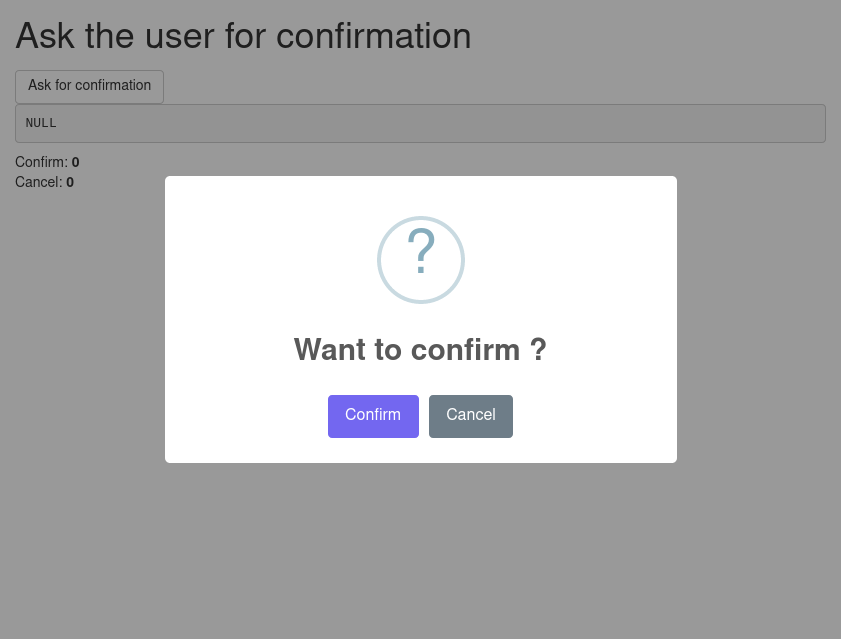 Ask the user for confirmation
Ask for confirmation
NULL
Confirm: 0
Cancel: 0
?
Want to confirm ?
Confirm Cancel